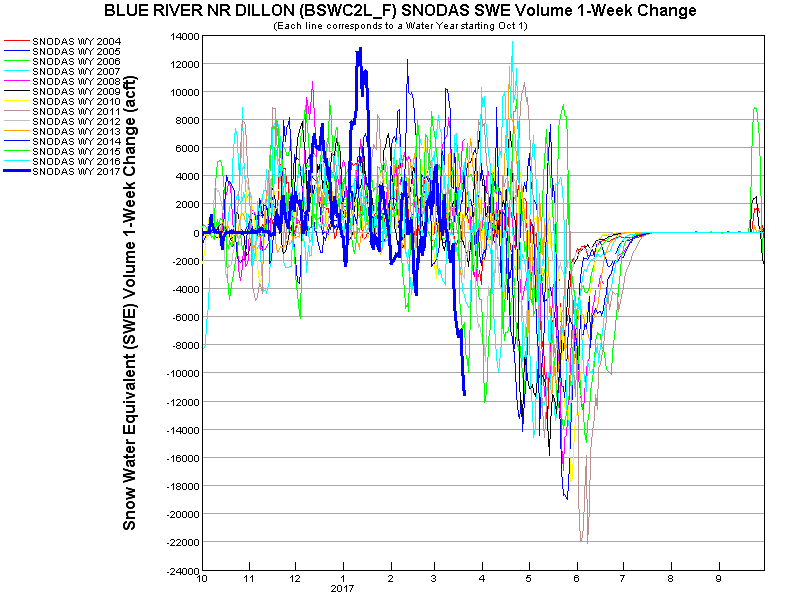 BLUE RIVER NR DILLON (BSWC2L_F) SNODAS SWE Volume 1-Week Change
(Each line corresponds to a Water Year starting Oct 1)
SNODAS WY 2004
SNODAS WY 2005
SNODAS WY 2006
SNODAS WY 2007
SNODAS WY 2008
SNODAS WY 2009
SNODAS WY 2010
SNODAS WY 2011
SNODAS WY 2012
SNODAS WY 2013
SNODAS WY 2014
SNODAS WY 2015
SNODAS WY 2016
SNODAS WY 2017
Snow Water Equivalent (SWE) Volume 1-Week Change (acft)
14000
12000
10000
8000
6000
4000
2000
0
-2000
-4000
-6000
-8000
-10000
-12000
-14000
-16000
-18000
-20000
-22000
-24000
10 11 12 1 2 3 4 5 6 7 8 9
2017